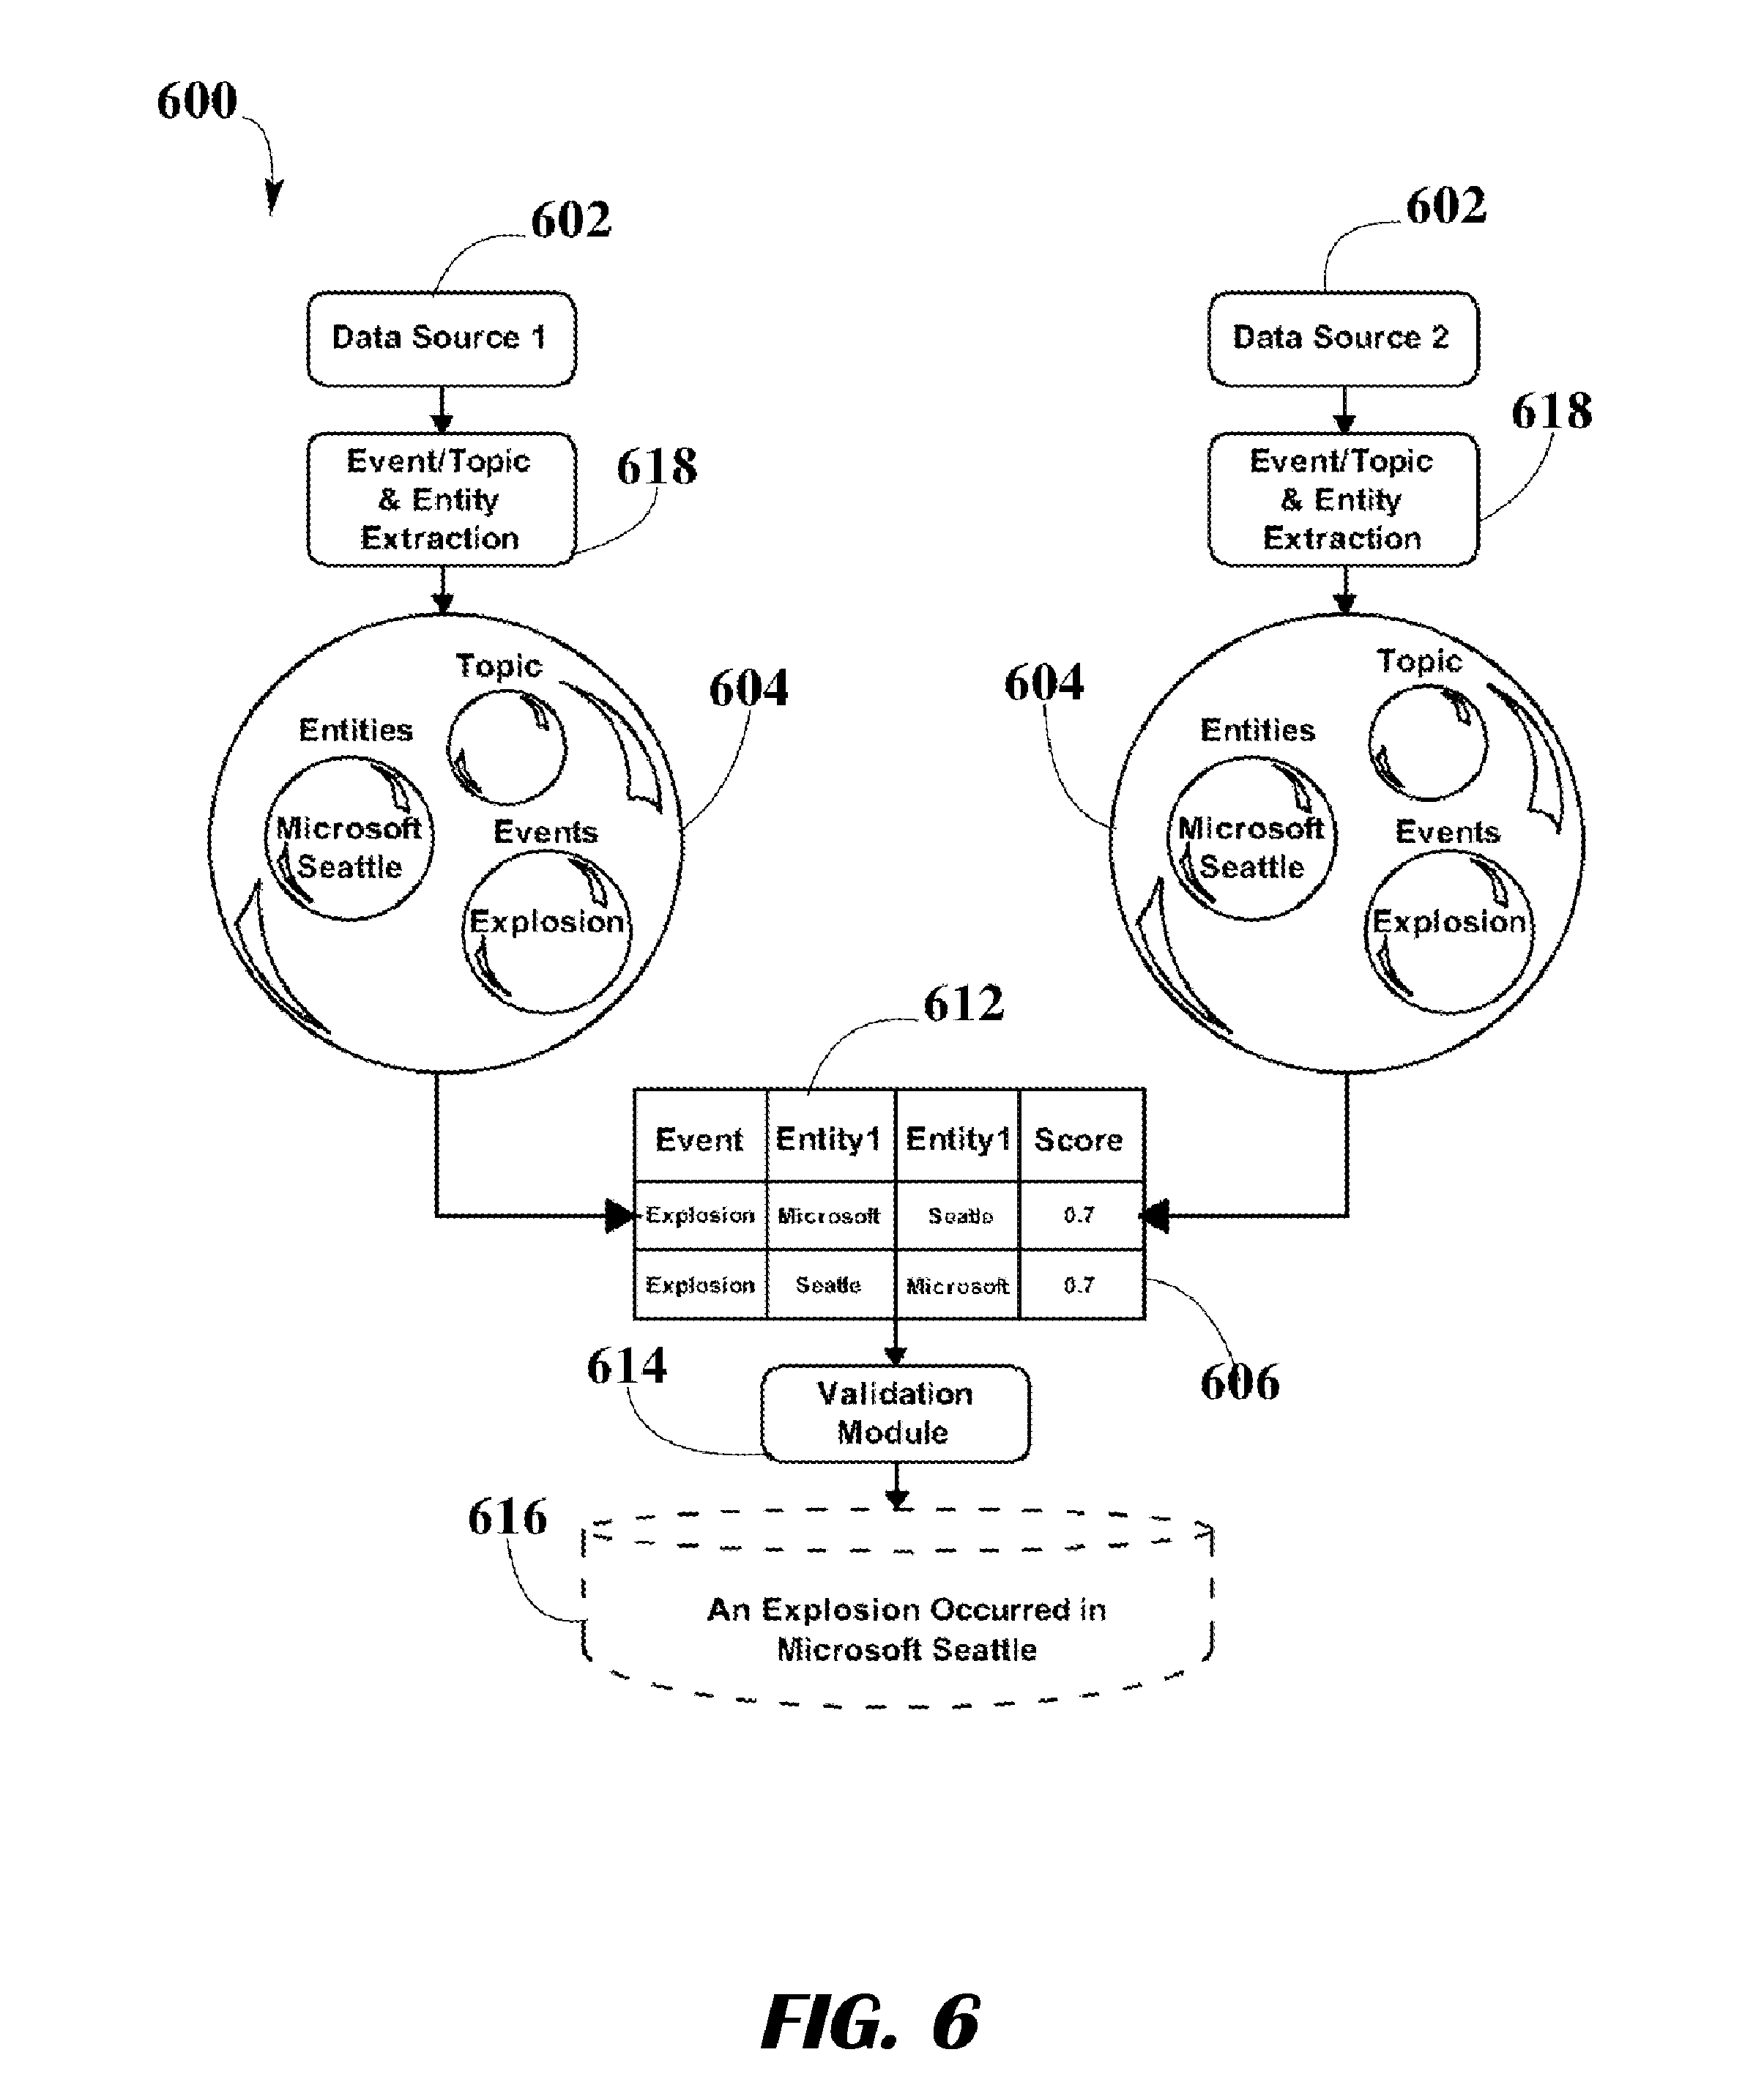 600
602
602
Data Source 1
Data Source 2
618
Event/Topic
& Entity
Extraction
618
Event/Topic
& Entity
Extraction
Topic
604
Entities
Microsoft
Seattle
Events
Explosion
604
Topic
Entities
Microsoft
Seattle
Events
Explosion
612
Event Entity1 Entity1 Score
Explosion Microsoft Seattle 0.7
Explosion Seattle Microsoft 0.7
606
614
Validation
Module
616
An Explosion Occurred in
Microsoft Seattle
FIG. 6